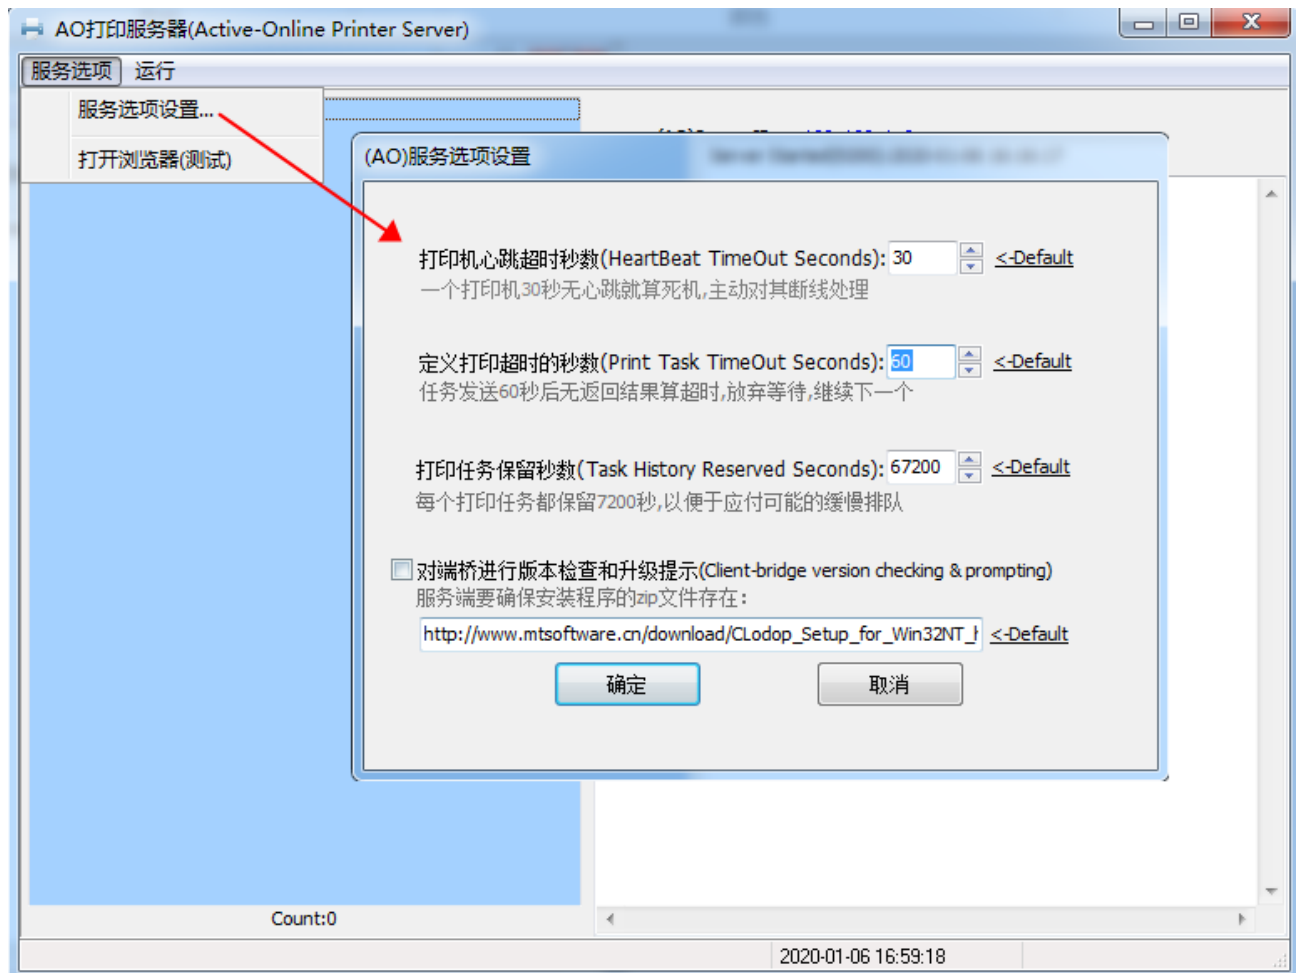 AO打印服务器(Active-Online Printer Server)
服务选项 运行
服务选项设置...
打开浏览器(测试)
(AO)服务选项设置
打印机心跳超时秒数(HeartBeat TimeOut Seconds): 30 <-Default
一个打印机30秒无心跳就算死机,主动对其断线处理
定义打印超时的秒数(Print Task TimeOut Seconds): 60 <-Default
任务发送60秒后无返回结果算超时,放弃等待,继续下一个
打印任务保留秒数(Task History Reserved Seconds): 67200 <-Default
每个打印任务都保留7200秒,以便于应付可能的缓慢排队
对端桥进行版本检查和升级提示(Client-bridge version checking & prompting)
服务端要确保安装程序的zip文件存在:
http://www.mtsoftware.cn/download/CLodop_Setup_for_Win32NT_ <-Default
确定 取消
Count:0
2020-01-06 16:59:18